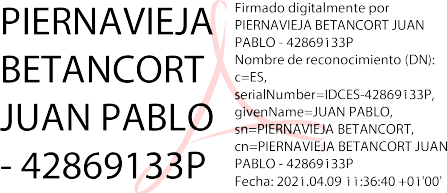 PIERNAVIEJA
BETANCORT
JUAN PABLO
- 42869133P
Firmado digitalmente por
PIERNAVIEJA BETANCORT JUAN
PABLO - 42869133P
Nombre de reconocimiento (DN):
c=ES,
serialNumber=IDCES-42869133P,
givenName=JUAN PABLO,
sn=PIERNAVIEJA BETANCORT,
cn=PIERNAVIEJA BETANCORT JUAN
PABLO - 42869133P
Fecha: 2021.04.09 11:36:40 +01'00'